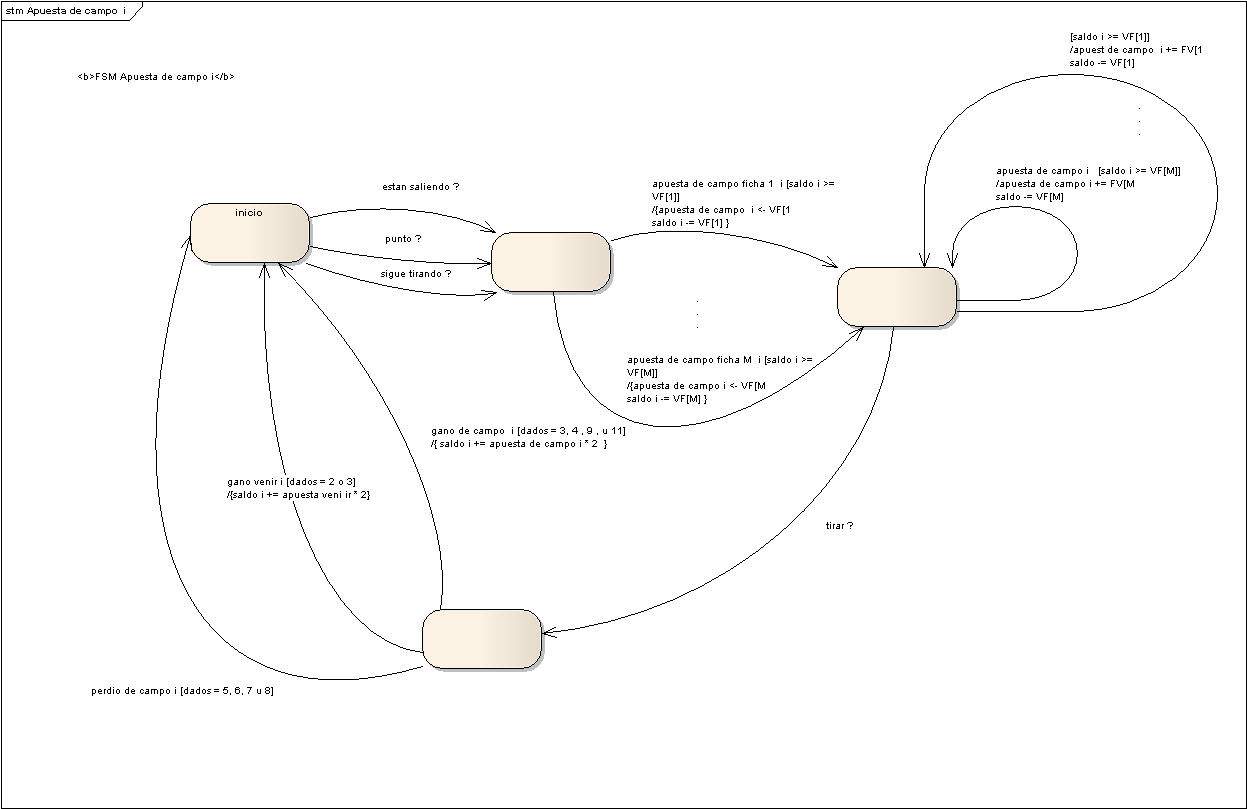 stm Apuesta de campo i
<b>FSM Apuesta de campo i</b>
[saldo i >= VF[1]]
/apuest de campo i += FV[1
saldo -= VF[1]
.
.
.
apuesta de campo i [saldo i >= VF[M]]
/apuesta de campo i += FV[M
saldo -= VF[M]
estan saliendo ?
apuesta de campo ficha 1 i [saldo i >=
VF[1]]
/{apuesta de campo i <- VF[1
saldo i -= VF[1] }
inicio
punto ?
sigue tirando ?
.
.
.
apuesta de campo ficha M i [saldo i >=
VF[M]]
/{apuesta de campo i <- VF[M
saldo i -= VF[M] }
gano de campo i [dados = 3, 4 , 9 , u 11]
/{ saldo i += apuesta de campo i * 2 }
gano venir i [dados = 2 o 3]
/{saldo i += apuesta veni ir * 2}
tirar ?
perdio de campo i [dados = 5, 6, 7 u 8]